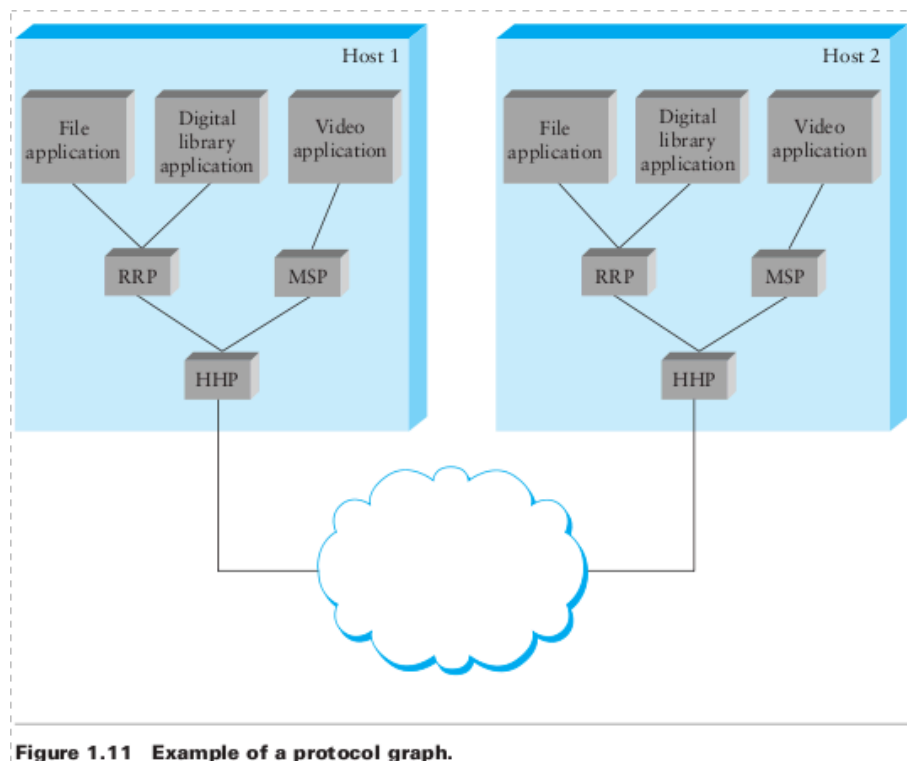 Host 1
File
application
Digital
library
application
Video
application
RRP
MSP
HHP
Host 2
File
application
Digital
library
application
Video
application
RRP
MSP
HHP
Figure 1.11 Example of a protocol graph.